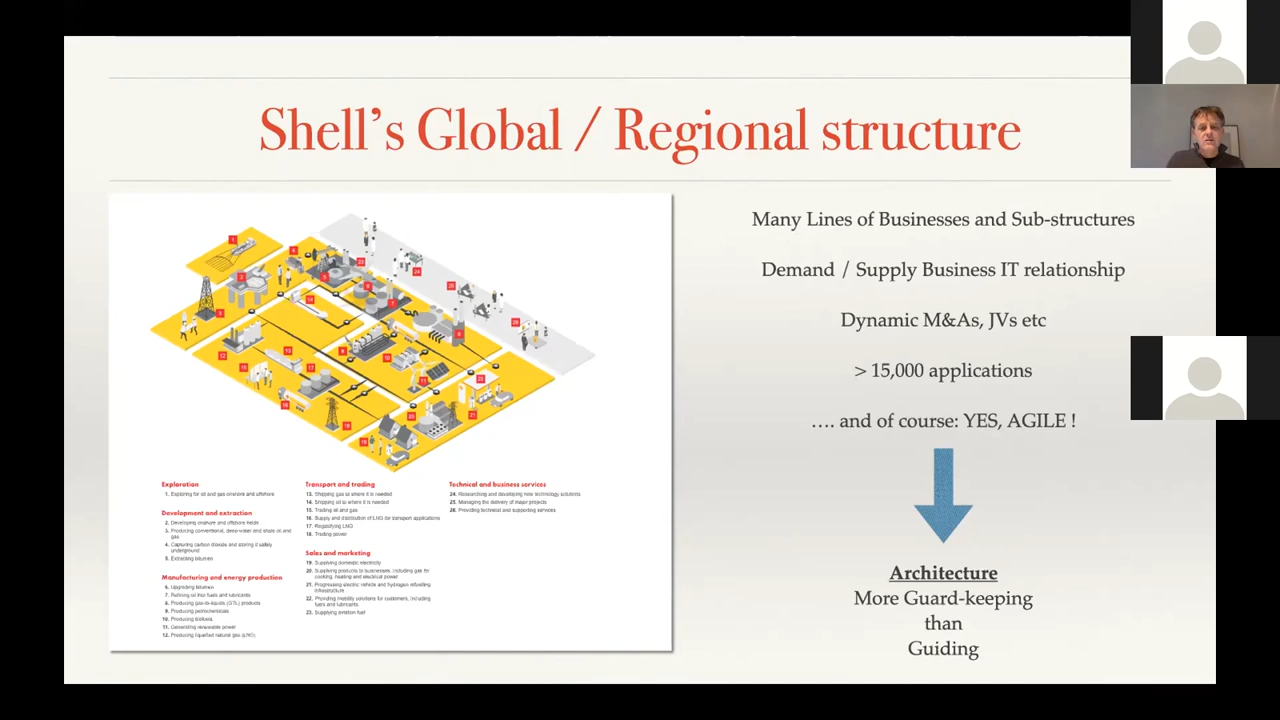 Shell’s Global / Regional structure
Many Lines of Businesses and Sub-structures
Demand / Supply Business IT relationship
Dynamic M&As, JVs etc
> 15,000 applications
…. and of course: YES, AGILE !
Architecture
More Guard-keeping
than
Guiding
Exploration
1. Exploring for oil and gas onshore and offshore
Development and extraction
2. Developing onshore and offshore fields
3. Producing conventional, deep-water and shale oil and
gas
4. Capturing carbon dioxide and storing it safely
underground
5. Extracting bitumen
Manufacturing and energy production
6. Upgrading bitumen
7. Refining oil into fuels and lubricants
8. Producing gas-to-liquids (GTL) products
9. Producing petrochemicals
10. Producing biofuels
11. Generating renewable power
12. Producing liquefied natural gas (LNG)
Transport and trading
13. Shipping gas to where it is needed
14. Shipping oil to where it is needed
15. Trading oil and gas
16. Supply and distribution of LNG for transport applications
17. Regasifying LNG
18. Trading power
Sales and marketing
19. Supplying domestic electricity
20. Supplying products to businesses, including gas for
cooking, heating and electrical power
21. Progressing electric vehicle and hydrogen refuelling
infrastructure
22. Providing mobility solutions for customers, including
fuels and lubricants
23. Supplying aviation fuel
Technical and business services
24. Researching and developing new technology solutions
25. Managing the delivery of major projects
26. Providing technical and supporting services